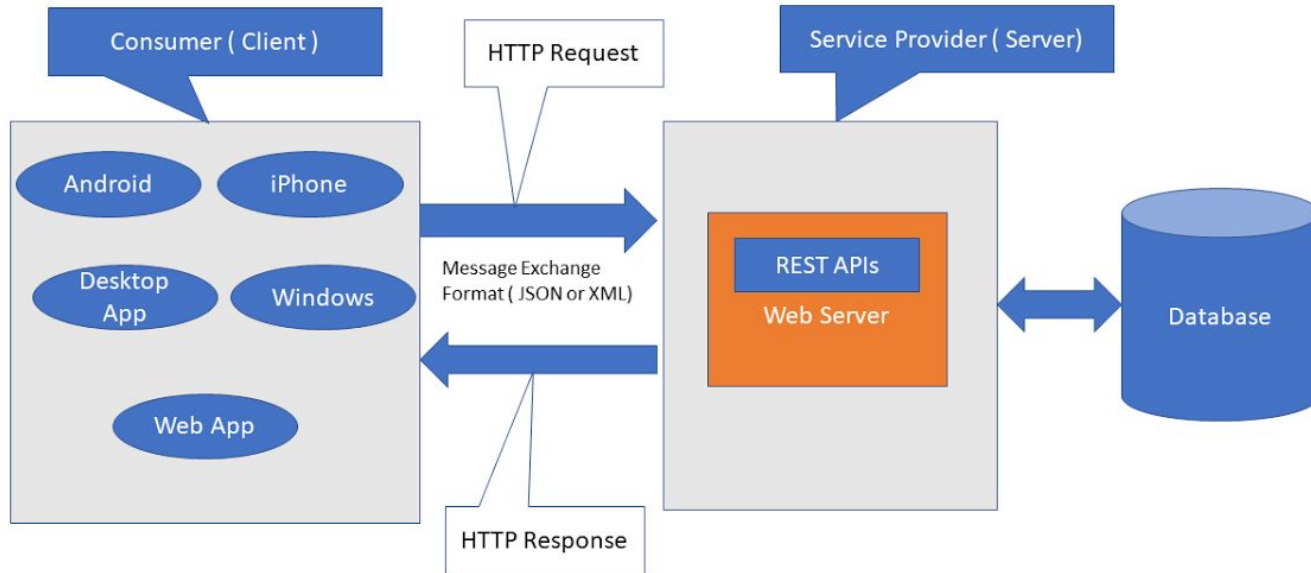 Consumer ( Client )
HTTP Request
Service Provider ( Server)
Android
iPhone
Desktop
App
Windows
Web App
Message Exchange
Format ( JSON or XML)
HTTP Response
REST APIs
Web Server
Database